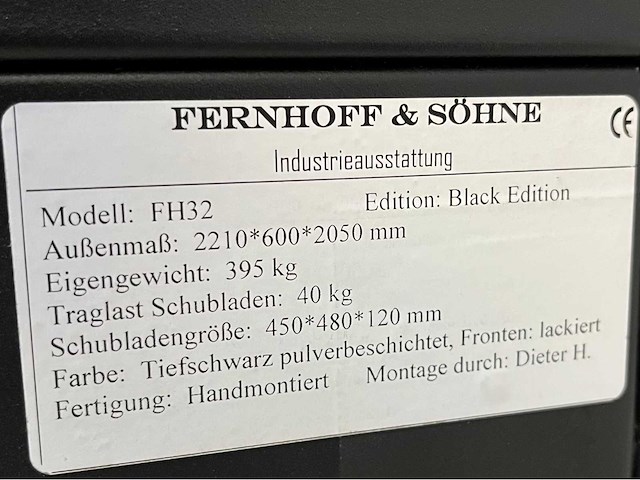 FERNHOFF & SÖHNE
CE
Industrieausstattung
Modell: FH32 Edition: Black Edition
Außenmaß: 2210*600*2050 mm
Eigengewicht: 395 kg
Traglast Schubladen: 40 kg
Schubladengröße: 450*480*120 mm
Farbe: Tiefschwarz pulverbeschichtet, Fronten: lackiert
Fertigung: Handmontiert Montage durch: Dieter H.